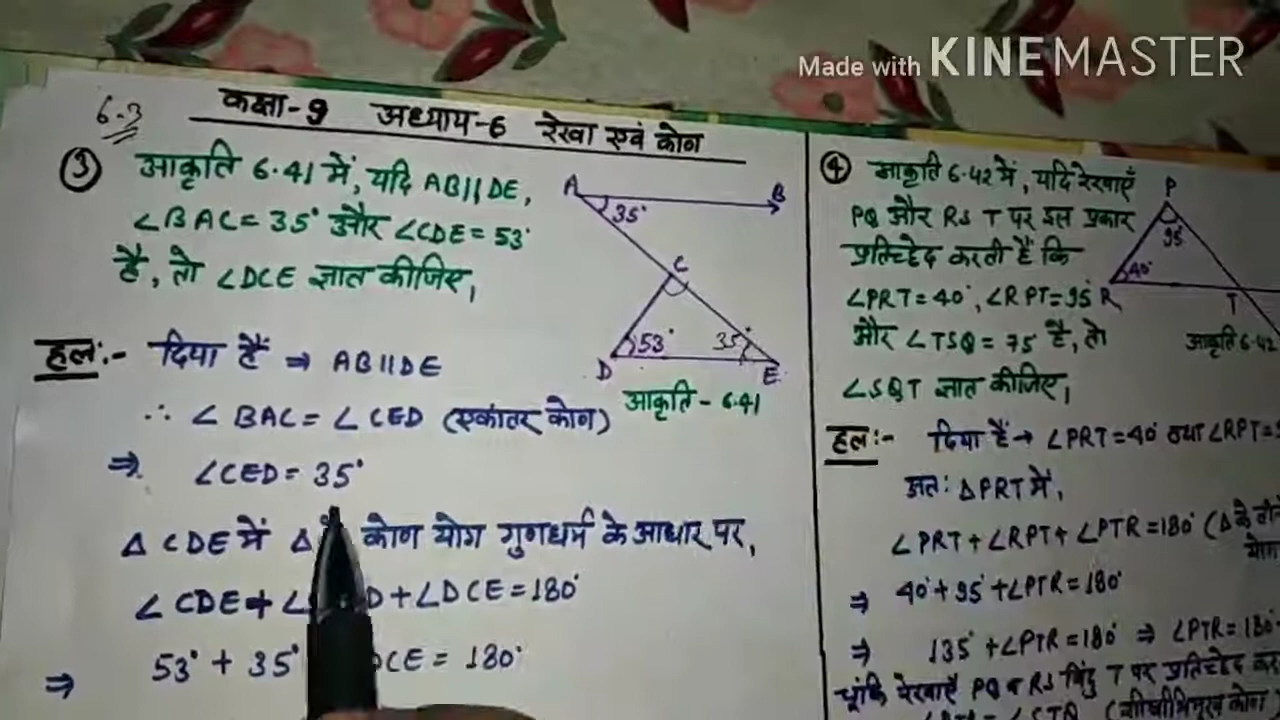 Made with KINEMASTER
6.3
कक्षा-9 अध्याय-6 रेखा एवं कोण
3 आकृति 6.41 में, यदि AB||DE,
∠BAC = 35° और ∠CDE = 53°
है, तो ∠DCE ज्ञात कीजिए,
A B
35°
C
53° 35°
D E
आकृति - 6.41
हल:- दिया हैं ⇒ AB||DE
∴ ∠BAC = ∠CED (एकांतर कोण)
⇒ ∠CED = 35°
Δ CDE में Δ कोण योग गुणधर्म के आधार पर,
∠CDE + ∠ D + ∠DCE = 180°
⇒ 53° + 35° DCE = 180°
4 आकृति 6.42 में, यदि रेखाएँ
PQ और RS T पर इस प्रकार
प्रतिच्छेद करती हैं कि
∠PRT = 40°, ∠RPT = 95°
और ∠TSQ = 75° है, तो
∠SQT ज्ञात कीजिए,
P
95°
40°
R T
आकृति 6.42
हल:- दिया हैं → ∠PRT = 40° तथा ∠RPT =
अतः ΔPRT में,
∠PRT + ∠RPT + ∠PTR = 180° (Δ के
योग
⇒ 40° + 95° + ∠PTR = 180°
⇒ 135° + ∠PTR = 180° ⇒ ∠PTR = 180°
चूंकि रेखाएँ PQ व RS बिंदु T पर प्रतिच्छेद
(शीर्षाभिमुख कोण